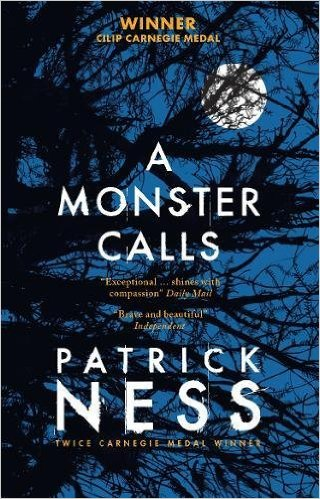 WINNER
CILIP CARNEGIE MEDAL
A
MONSTER
CALLS
"Exceptional ... shines with
compassion" Daily Mail
"Brave and beautiful"
Independent
PATRICK
NESS
TWICE CARNEGIE MEDAL WINNER